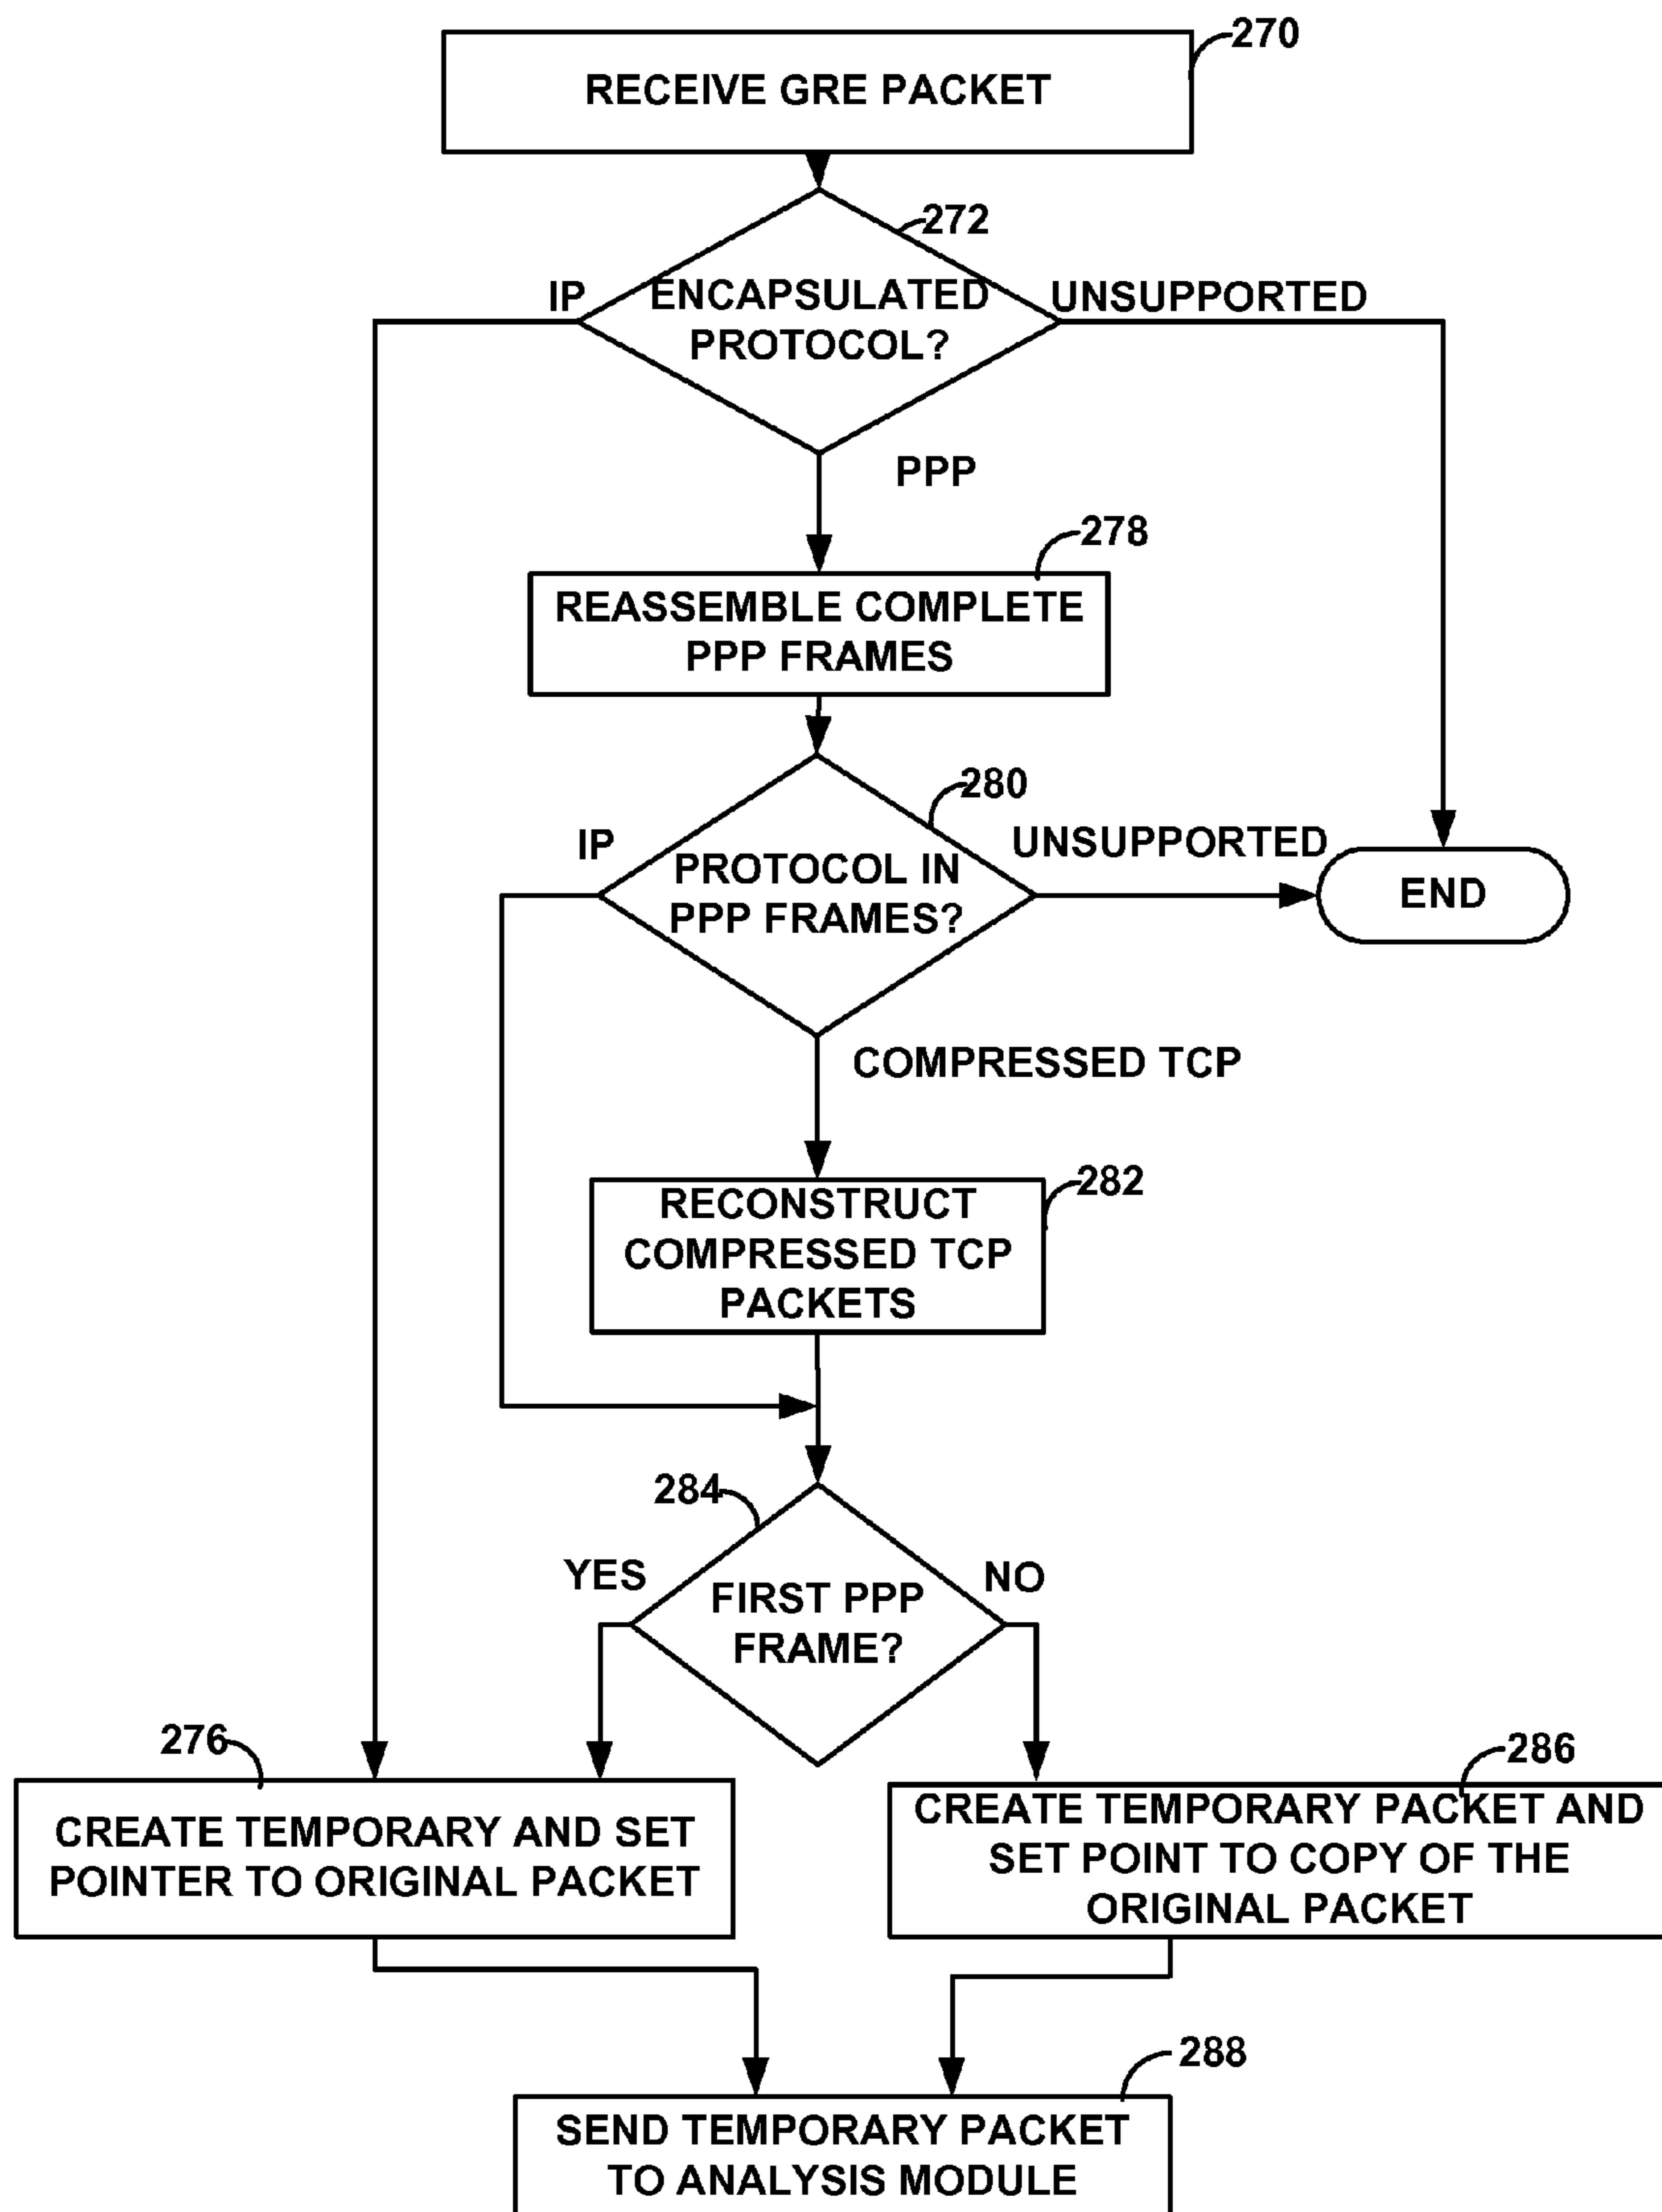 270
RECEIVE GRE PACKET
272
IP
ENCAPSULATED
PROTOCOL?
UNSUPPORTED
PPP
278
REASSEMBLE COMPLETE
PPP FRAMES
280
IP
PROTOCOL IN
PPP FRAMES?
UNSUPPORTED
END
COMPRESSED TCP
282
RECONSTRUCT
COMPRESSED TCP
PACKETS
284
YES
FIRST PPP
FRAME?
NO
276
CREATE TEMPORARY AND SET
POINTER TO ORIGINAL PACKET
286
CREATE TEMPORARY PACKET AND
SET POINT TO COPY OF THE
ORIGINAL PACKET
288
SEND TEMPORARY PACKET
TO ANALYSIS MODULE